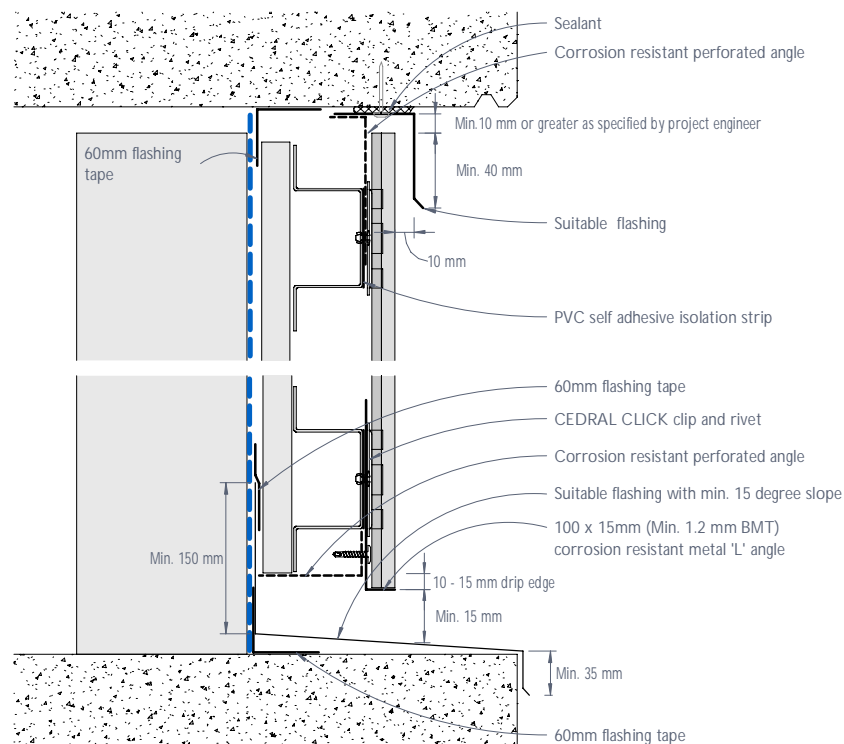 Sealant
Corrosion resistant perforated angle
Min.10 mm or greater as specified by project engineer
60mm flashing
tape
Min. 40 mm
Suitable flashing
10 mm
PVC self adhesive isolation strip
60mm flashing tape
CEDRAL CLICK clip and rivet
Corrosion resistant perforated angle
Suitable flashing with min. 15 degree slope
100 x 15mm (Min. 1.2 mm BMT)
corrosion resistant metal 'L' angle
Min. 150 mm
10 - 15 mm drip edge
Min. 15 mm
Min. 35 mm
60mm flashing tape